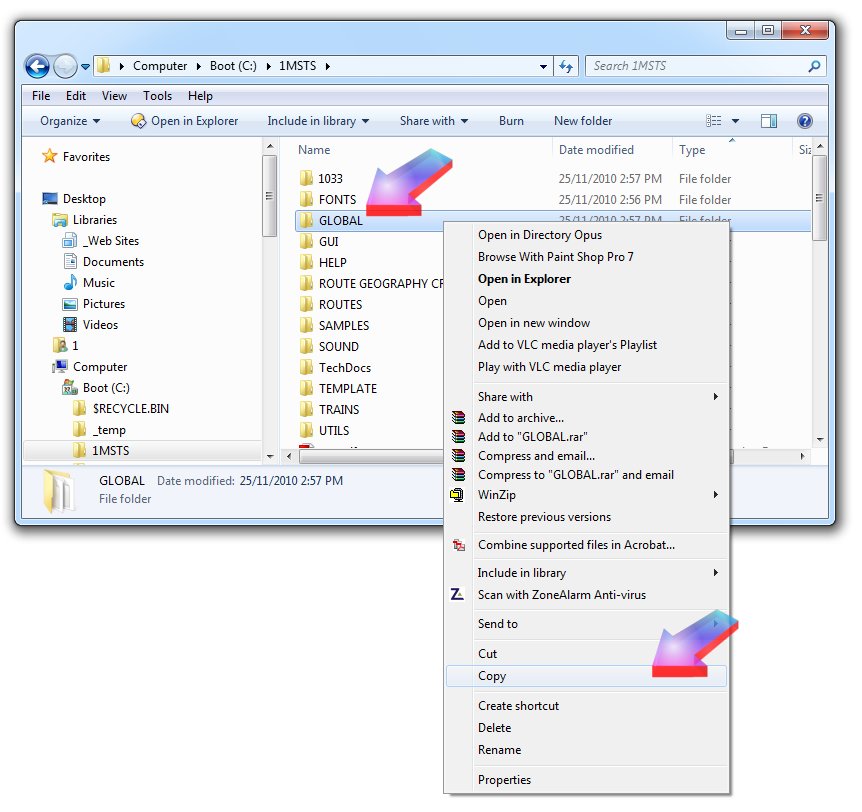 Computer Boot (C:) 1MSTS Search 1MSTS
File Edit View Tools Help
Organize Open in Explorer Include in library Share with Burn New folder
Favorites
Desktop
Libraries
_Web Sites
Documents
Music
Pictures
Videos
1
Computer
Boot (C:)
$RECYCLE.BIN
_temp
1MSTS
Name Date modified Type
1033 25/11/2010 2:57 PM File folder
FONTS 25/11/2010 2:56 PM File folder
GLOBAL 25/11/2010 2:57 PM File folder
GUI
HELP
ROUTE GEOGRAPHY
ROUTES
SAMPLES
SOUND
TechDocs
TEMPLATE
TRAINS
UTILS
GLOBAL Date modified: 25/11/2010 2:57 PM
File folder
Open in Directory Opus
Browse With Paint Shop Pro 7
Open in Explorer
Open
Open in new window
Add to VLC media player's Playlist
Play with VLC media player
Share with
Add to archive...
Add to "GLOBAL.rar"
Compress and email...
Compress to "GLOBAL.rar" and email
WinZip
Restore previous versions
Combine supported files in Acrobat...
Include in library
Scan with ZoneAlarm Anti-virus
Send to
Cut
Copy
Create shortcut
Delete
Rename
Properties